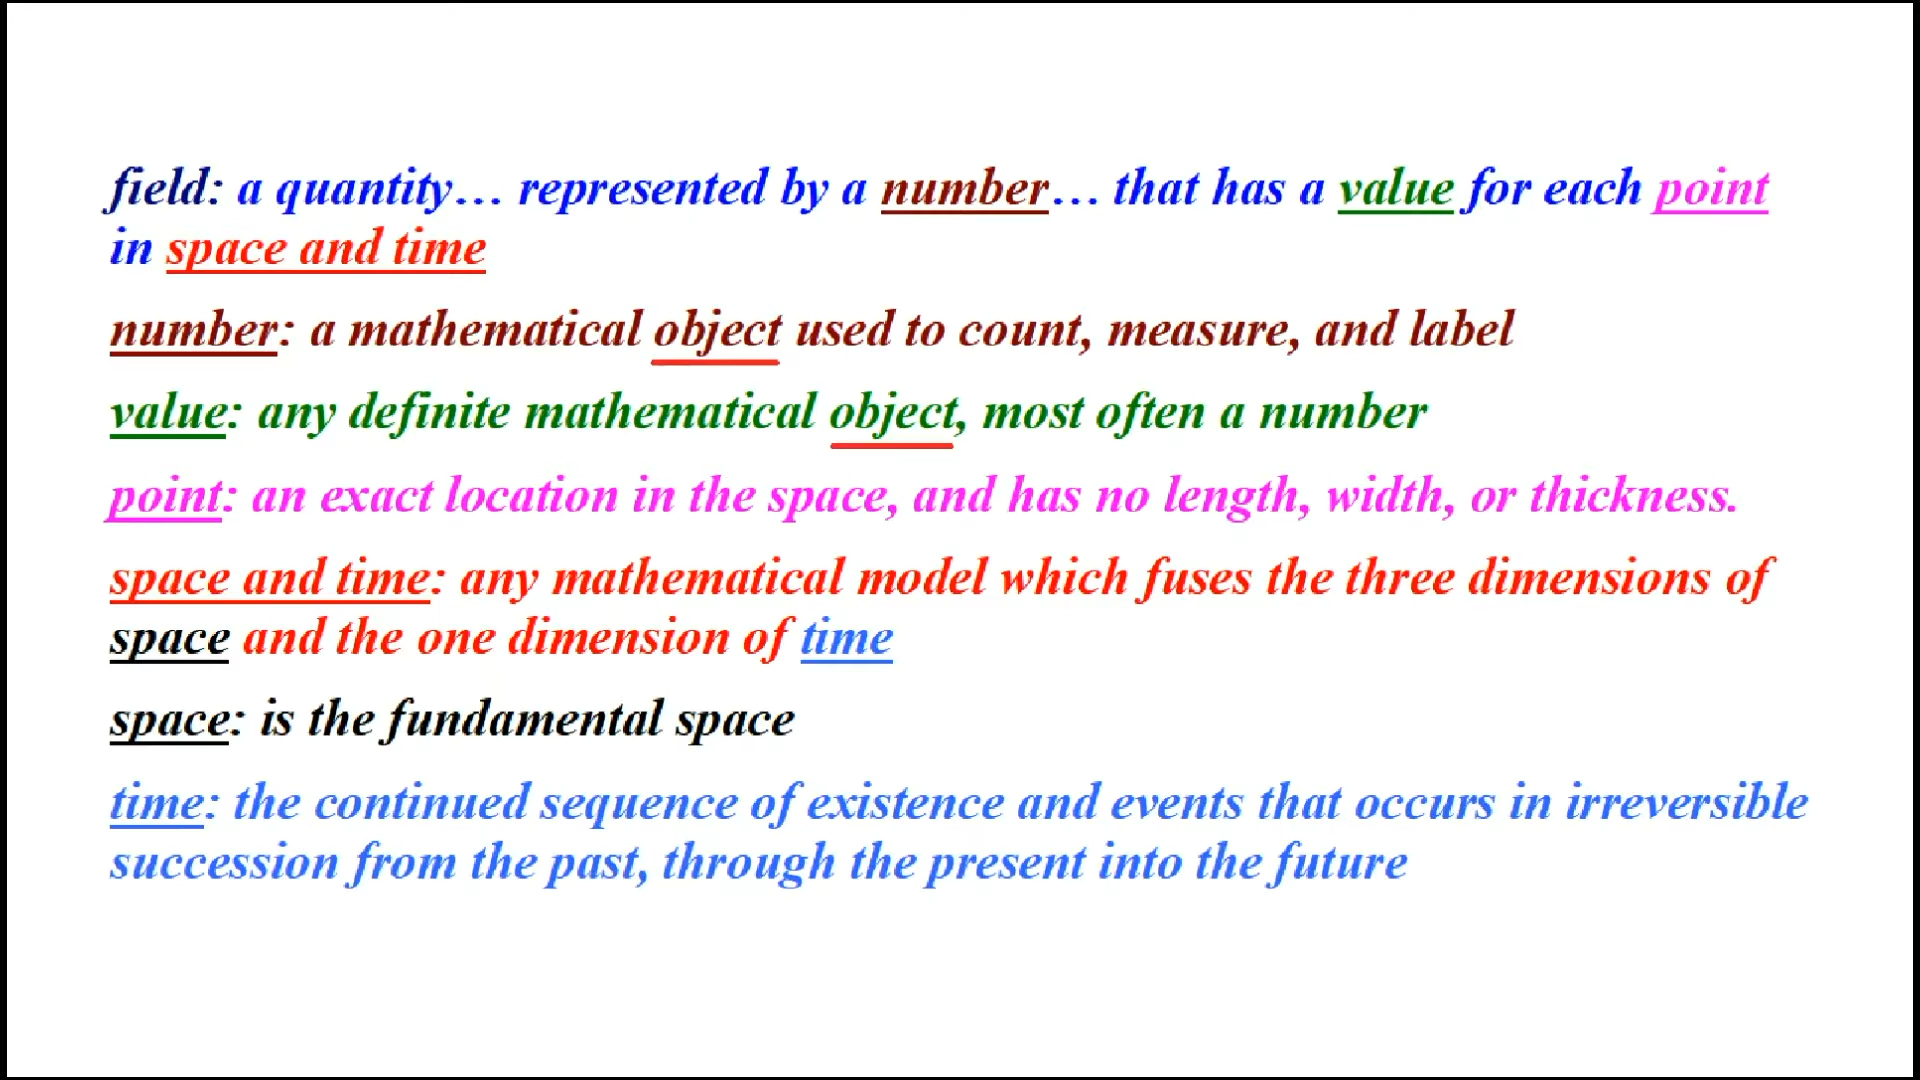 field: a quantity… represented by a number… that has a value for each point
in space and time
number: a mathematical object used to count, measure, and label
value: any definite mathematical object, most often a number
point: an exact location in the space, and has no length, width, or thickness.
space and time: any mathematical model which fuses the three dimensions of
space and the one dimension of time
space: is the fundamental space
time: the continued sequence of existence and events that occurs in irreversible
succession from the past, through the present into the future